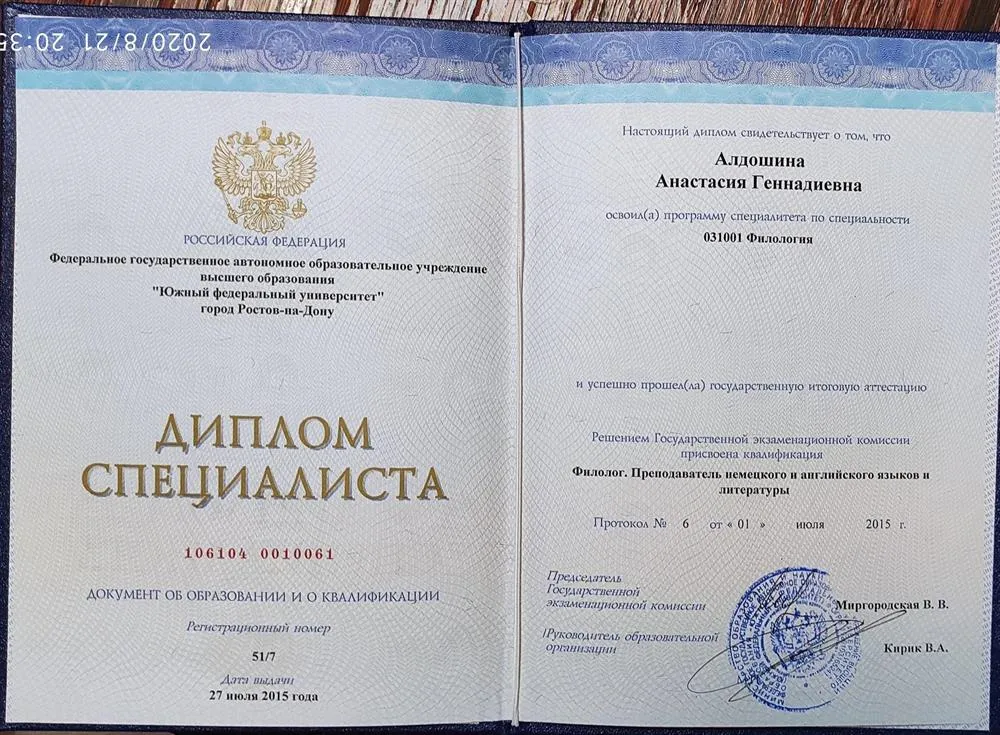 2020/8/21 20:35
РОССИЙСКАЯ ФЕДЕРАЦИЯ
Федеральное государственное автономное образовательное учреждение
высшего образования
"Южный федеральный университет"
город Ростов-на-Дону
ДИПЛОМ
СПЕЦИАЛИСТА
106104 0010061
ДОКУМЕНТ ОБ ОБРАЗОВАНИИ И О КВАЛИФИКАЦИИ
Регистрационный номер
51/7
Дата выдачи
27 июля 2015 года
Настоящий диплом свидетельствует о том, что
Алдошина
Анастасия Геннадиевна
освоил(а) программу специалитета по специальности
031001 Филология
и успешно прошел(ла) государственную итоговую аттестацию
Решением Государственной экзаменационной комиссии
присвоена квалификация
Филолог. Преподаватель немецкого и английского языков и
литературы
Протокол № 6 от « 01 » июля 2015 г.
Председатель
Государственной
экзаменационной комиссии
Миргородская В. В.
Руководитель образовательной
организации
Кирик В.А.